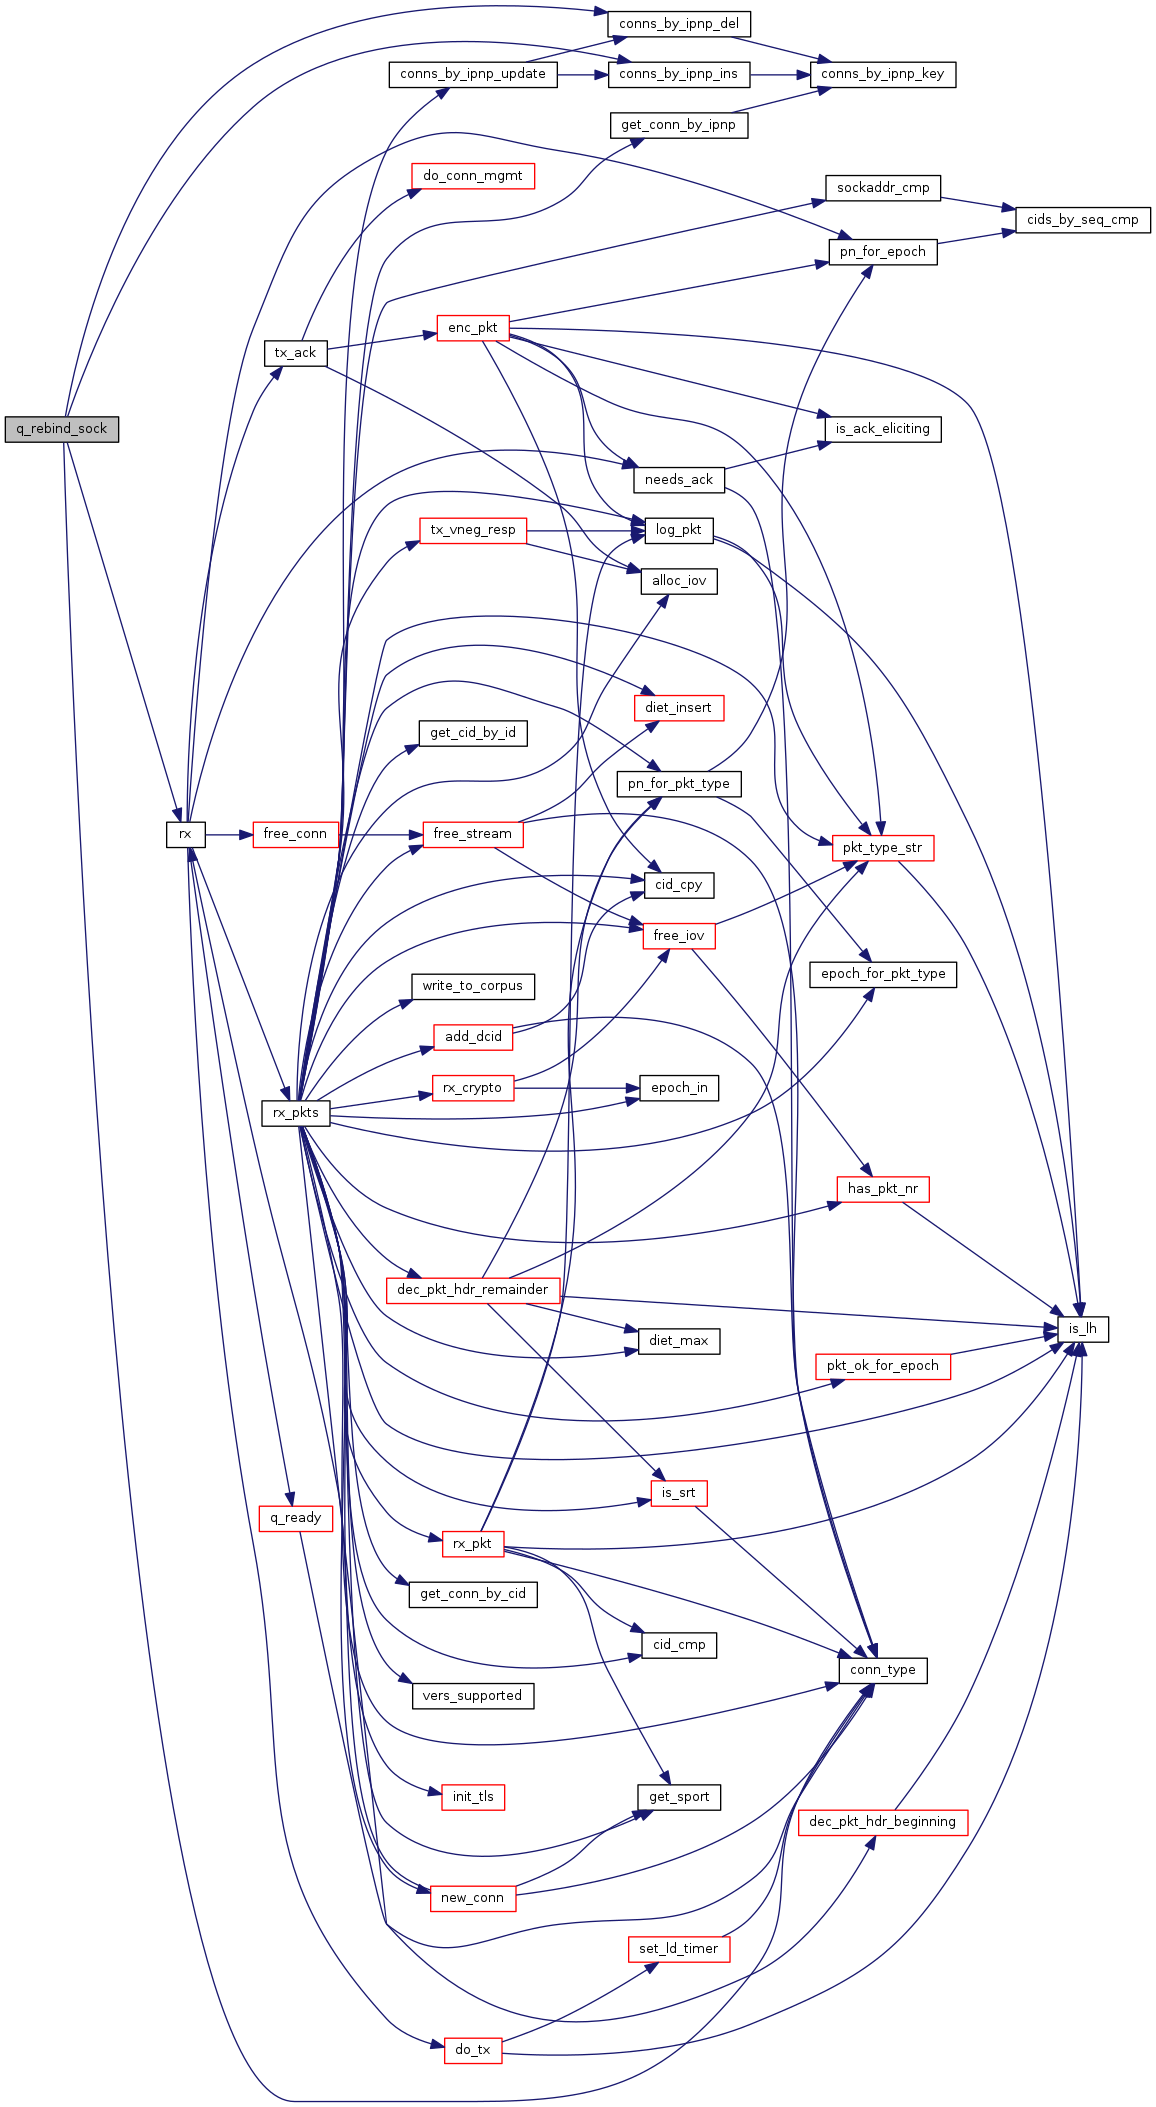 conns_by_ipnp_del
conns_by_ipnp_update
conns_by_ipnp_ins
conns_by_ipnp_key
get_conn_by_ipnp
do_conn_mgmt
sockaddr_cmp
cids_by_seq_cmp
pn_for_epoch
enc_pkt
tx_ack
q_rebind_sock
is_ack_eliciting
needs_ack
tx_vneg_resp
log_pkt
alloc_iov
diet_insert
get_cid_by_id
pn_for_pkt_type
rx
free_conn
free_stream
pkt_type_str
cid_cpy
free_iov
epoch_for_pkt_type
write_to_corpus
add_dcid
rx_crypto
epoch_in
rx_pkts
has_pkt_nr
dec_pkt_hdr_remainder
is_lh
diet_max
pkt_ok_for_epoch
is_srt
q_ready
rx_pkt
get_conn_by_cid
cid_cmp
conn_type
vers_supported
init_tls
get_sport
dec_pkt_hdr_beginning
new_conn
set_ld_timer
do_tx